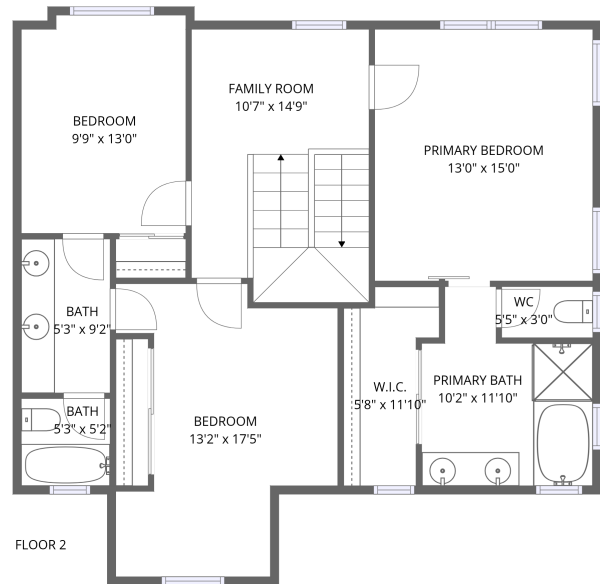 FAMILY ROOM
10'7" x 14'9"
BEDROOM
9'9" x 13'0"
PRIMARY BEDROOM
13'0" x 15'0"
WC
5'5" x 3'0"
BATH
5'3" x 9'2"
W.I.C.
5'8" x 11'10"
PRIMARY BATH
10'2" x 11'10"
BATH
5'3" x 5'2"
BEDROOM
13'2" x 17'5"
FLOOR 2